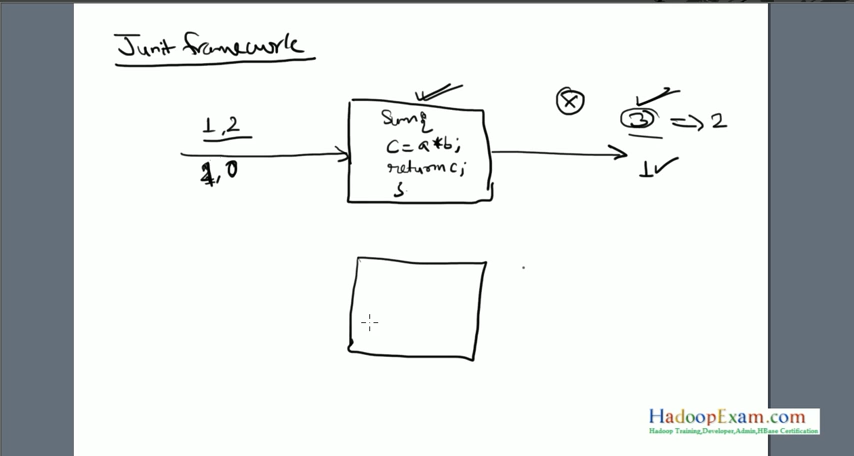 Junit framework
1,2
1,0
Sum{
c=a*b;
return c;
}
3 => 2
1
HadoopExam.com
Hadoop Training,Developer,Admin,HBase Certification